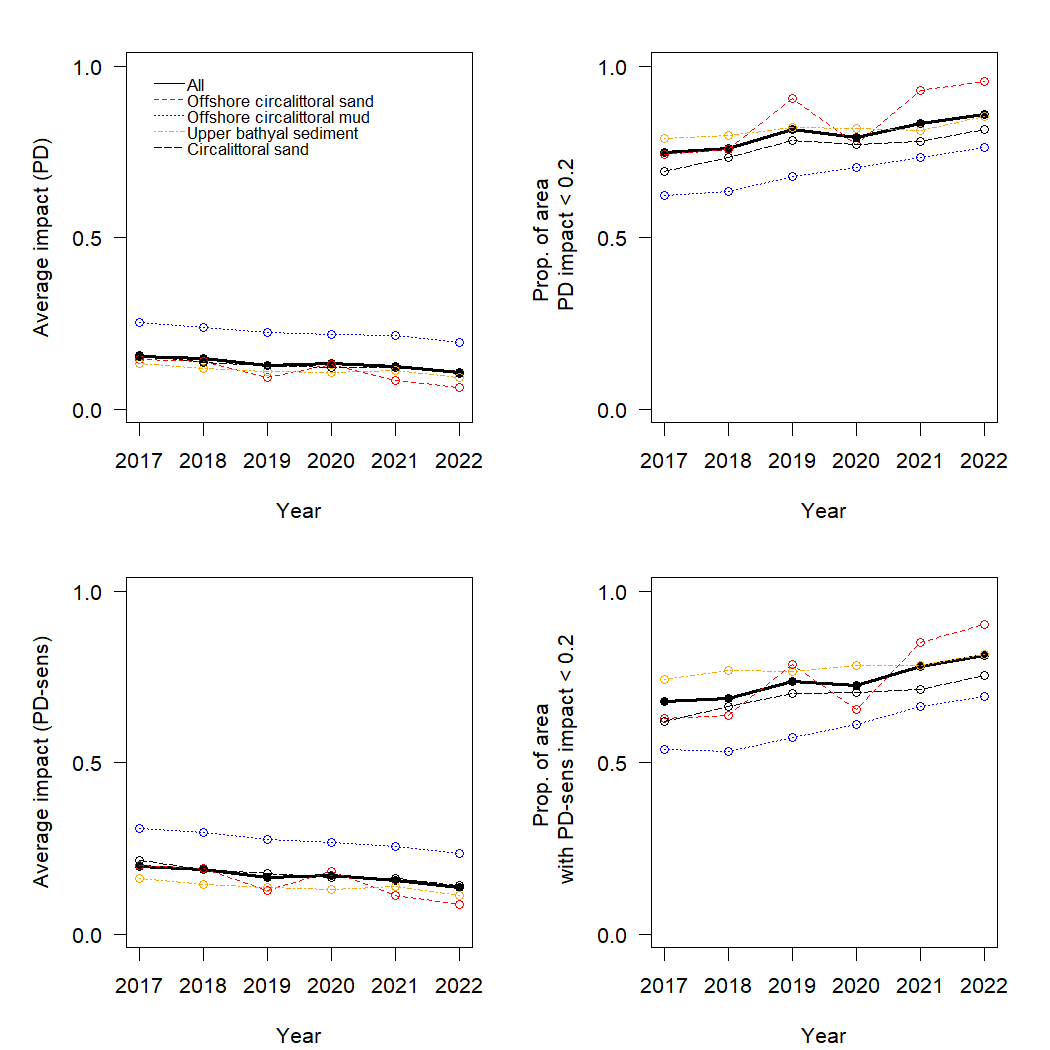 1.0
0.5
0.0
Average impact (PD)
All
Offshore circalittoral sand
Offshore circalittoral mud
Upper bathyal sediment
Circalittoral sand
2017 2018 2019 2020 2021 2022
Year
1.0
0.5
0.0
Prop. of area
PD impact < 0.2
2017 2018 2019 2020 2021 2022
Year
1.0
0.5
0.0
Average impact (PD-sens)
2017 2018 2019 2020 2021 2022
Year
1.0
0.5
0.0
Prop. of area
with PD-sens impact < 0.2
2017 2018 2019 2020 2021 2022
Year